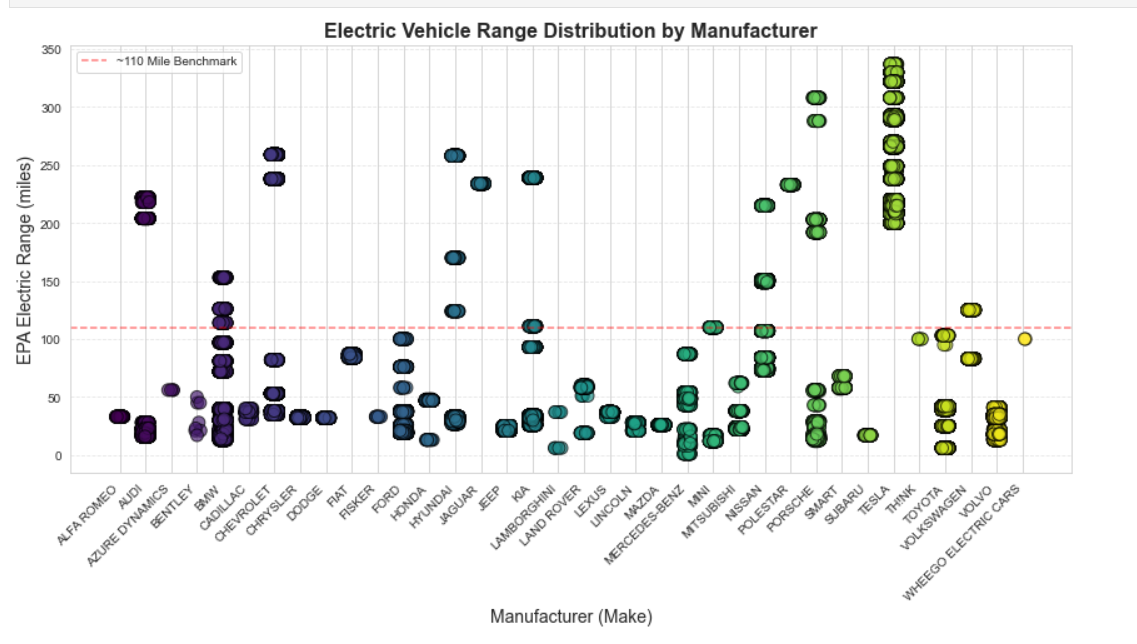 Electric Vehicle Range Distribution by Manufacturer
~110 Mile Benchmark
EPA Electric Range (miles)
350
300
250
200
150
100
50
0
ALFA ROMEO
AUDI
AZURE DYNAMICS
BENTLEY
BMW
CADILLAC
CHEVROLET
CHRYSLER
DODGE
FIAT
FISKER
FORD
HONDA
HYUNDAI
JAGUAR
JEEP
KIA
LAMBORGHINI
LAND ROVER
LEXUS
LINCOLN
MAZDA
MERCEDES-BENZ
MINI
MITSUBISHI
NISSAN
POLESTAR
PORSCHE
SMART
SUBARU
TESLA
THINK
TOYOTA
VOLKSWAGEN
VOLVO
WHEEGO ELECTRIC CARS
Manufacturer (Make)